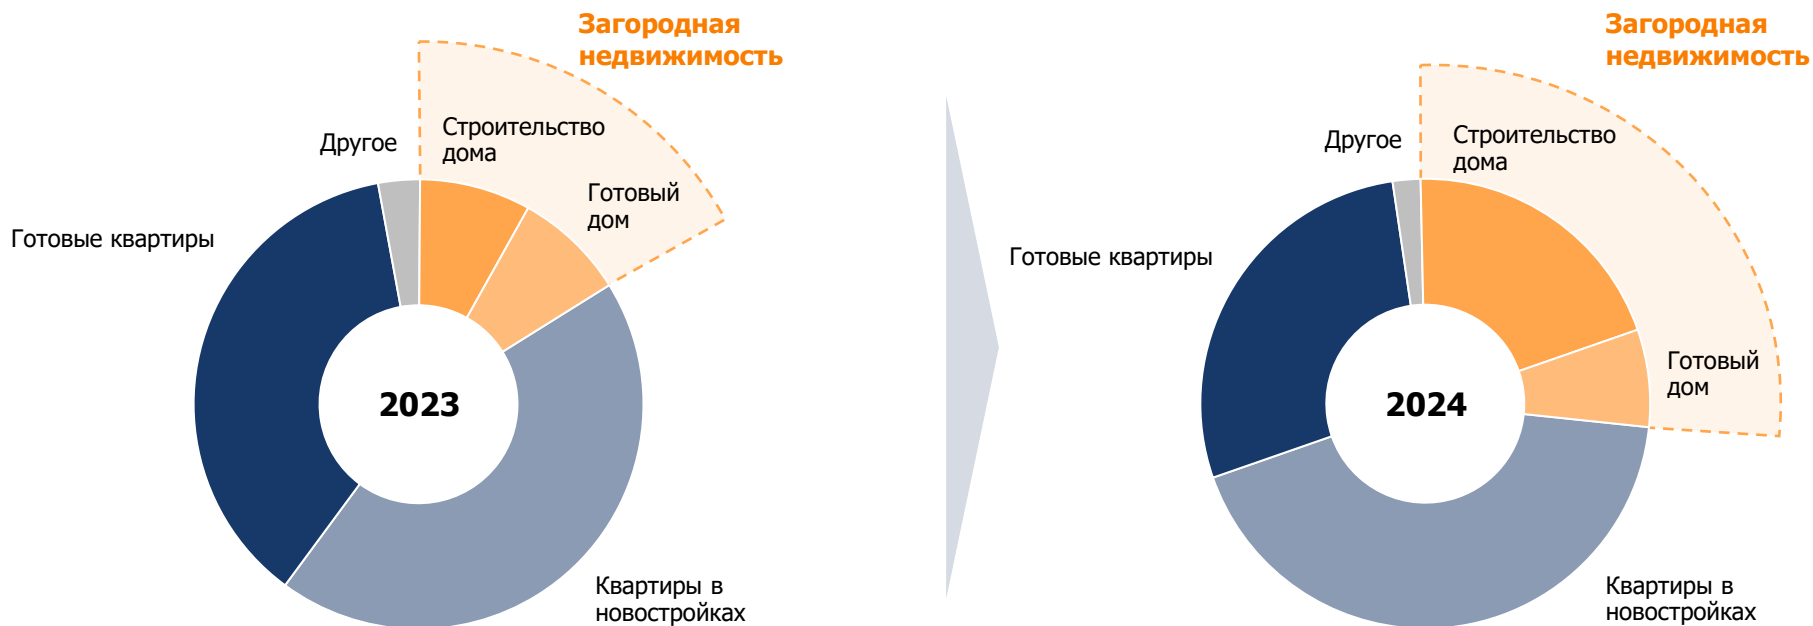 Загородная
недвижимость
Строительство
дома
Другое
Готовый
дом
Готовые квартиры
2023
Квартиры в
новостройках
Загородная
недвижимость
Строительство
дома
Другое
Готовые квартиры
Готовый
дом
2024
Квартиры в
новостройках